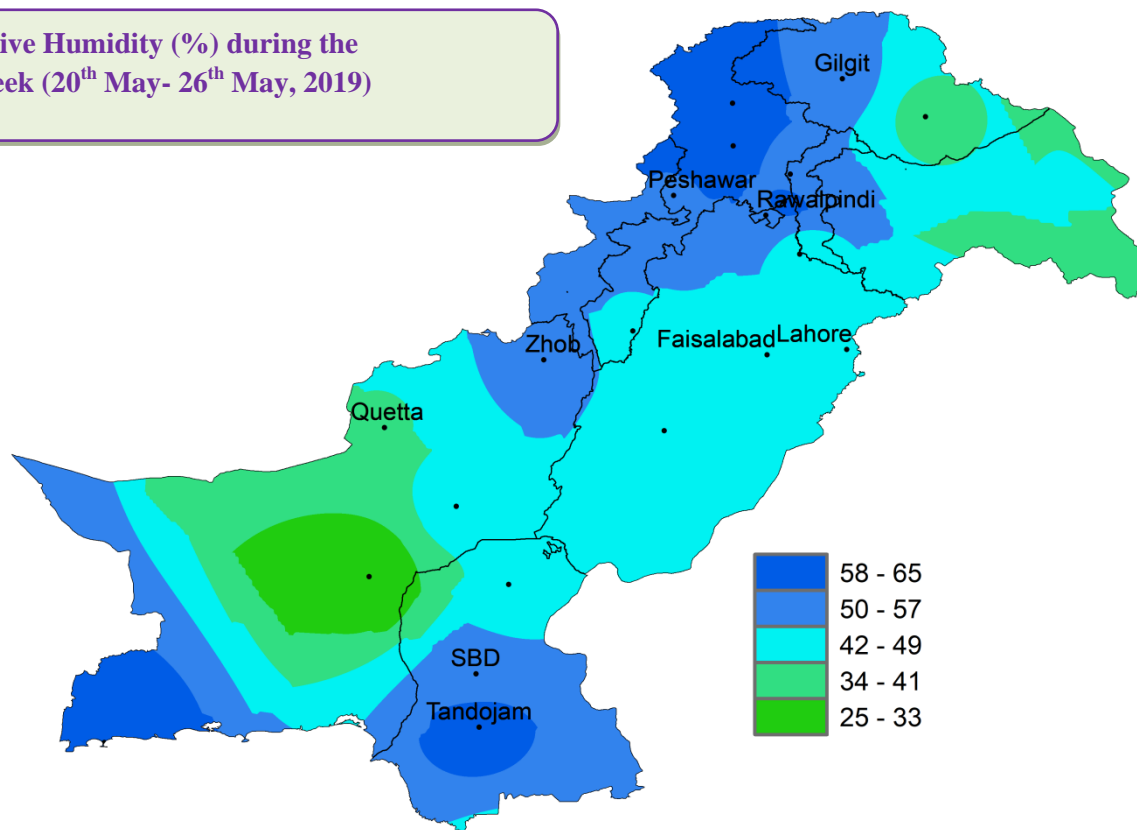 ive Humidity (%) during the
eek (20th May- 26th May, 2019)
Gilgit
Peshawar
Rawalpindi
Zhob
Faisalabad
Lahore
Quetta
SBD
Tandojam
58 - 65
50 - 57
42 - 49
34 - 41
25 - 33